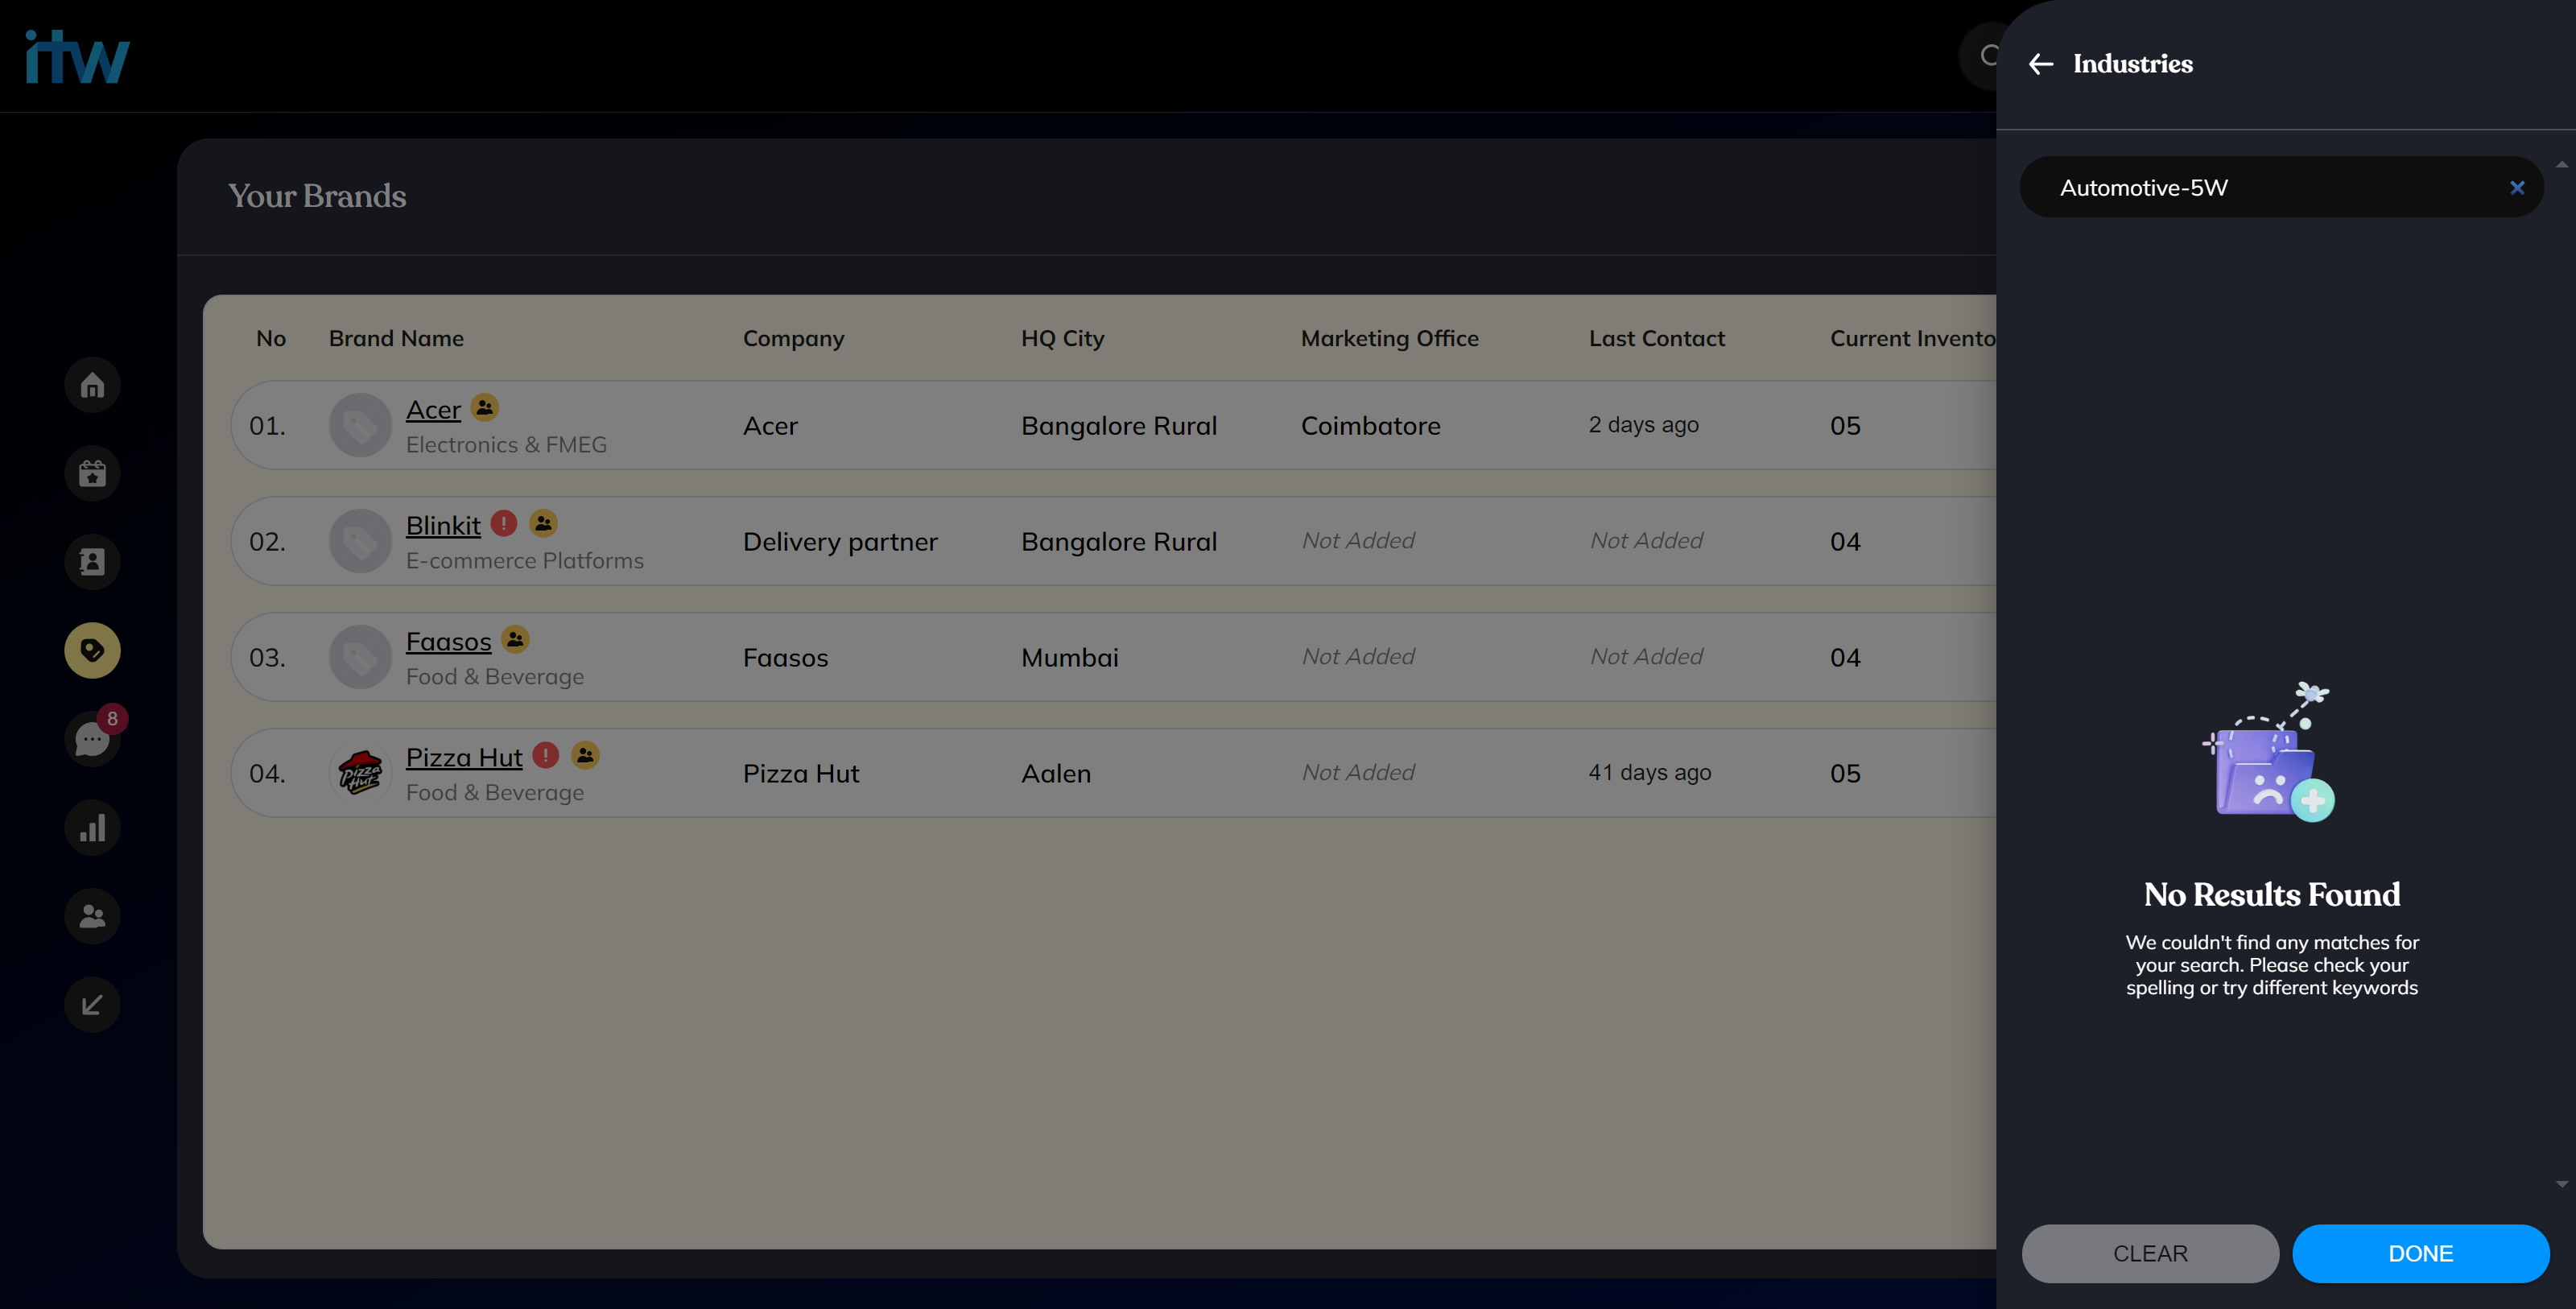 itw
Industries
Automotive-5W
Your Brands
No Brand Name Company HQ City Marketing Office Last Contact Current Invento
01. Acer Acer Bangalore Rural Coimbatore 2 days ago 05
Electronics & FMEG
02. Blinkit Delivery partner Bangalore Rural Not Added Not Added 04
E-commerce Platforms
03. Faasos Faasos Mumbai Not Added Not Added 04
Food & Beverage
8
04. Pizza Hut Pizza Hut Pizza Hut Aalen Not Added 41 days ago 05
Food & Beverage
No Results Found
We couldn't find any matches for
your search. Please check your
spelling or try different keywords
CLEAR DONE